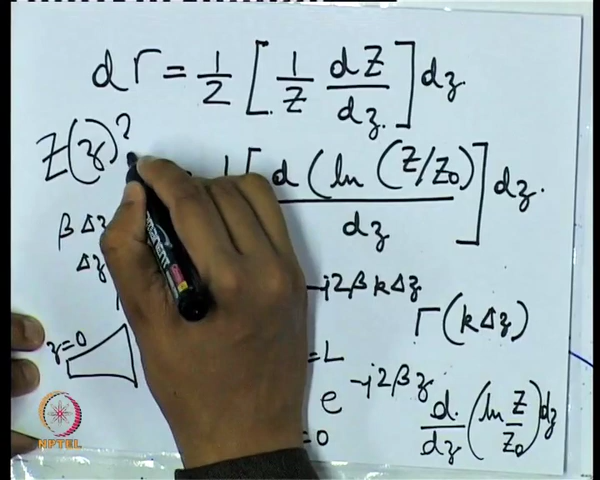 dΓ = 1/2 [ 1/Z dZ/dz ] dz
Z(z)?
[ d(ln(Z/Z₀)) / dz ] dz.
βΔz
Δz
-j2βkΔz
Γ(kΔz)
z=0
=L
e^{-j2βz} d/dz (ln Z/Z₀) dz
=0
NPTEL